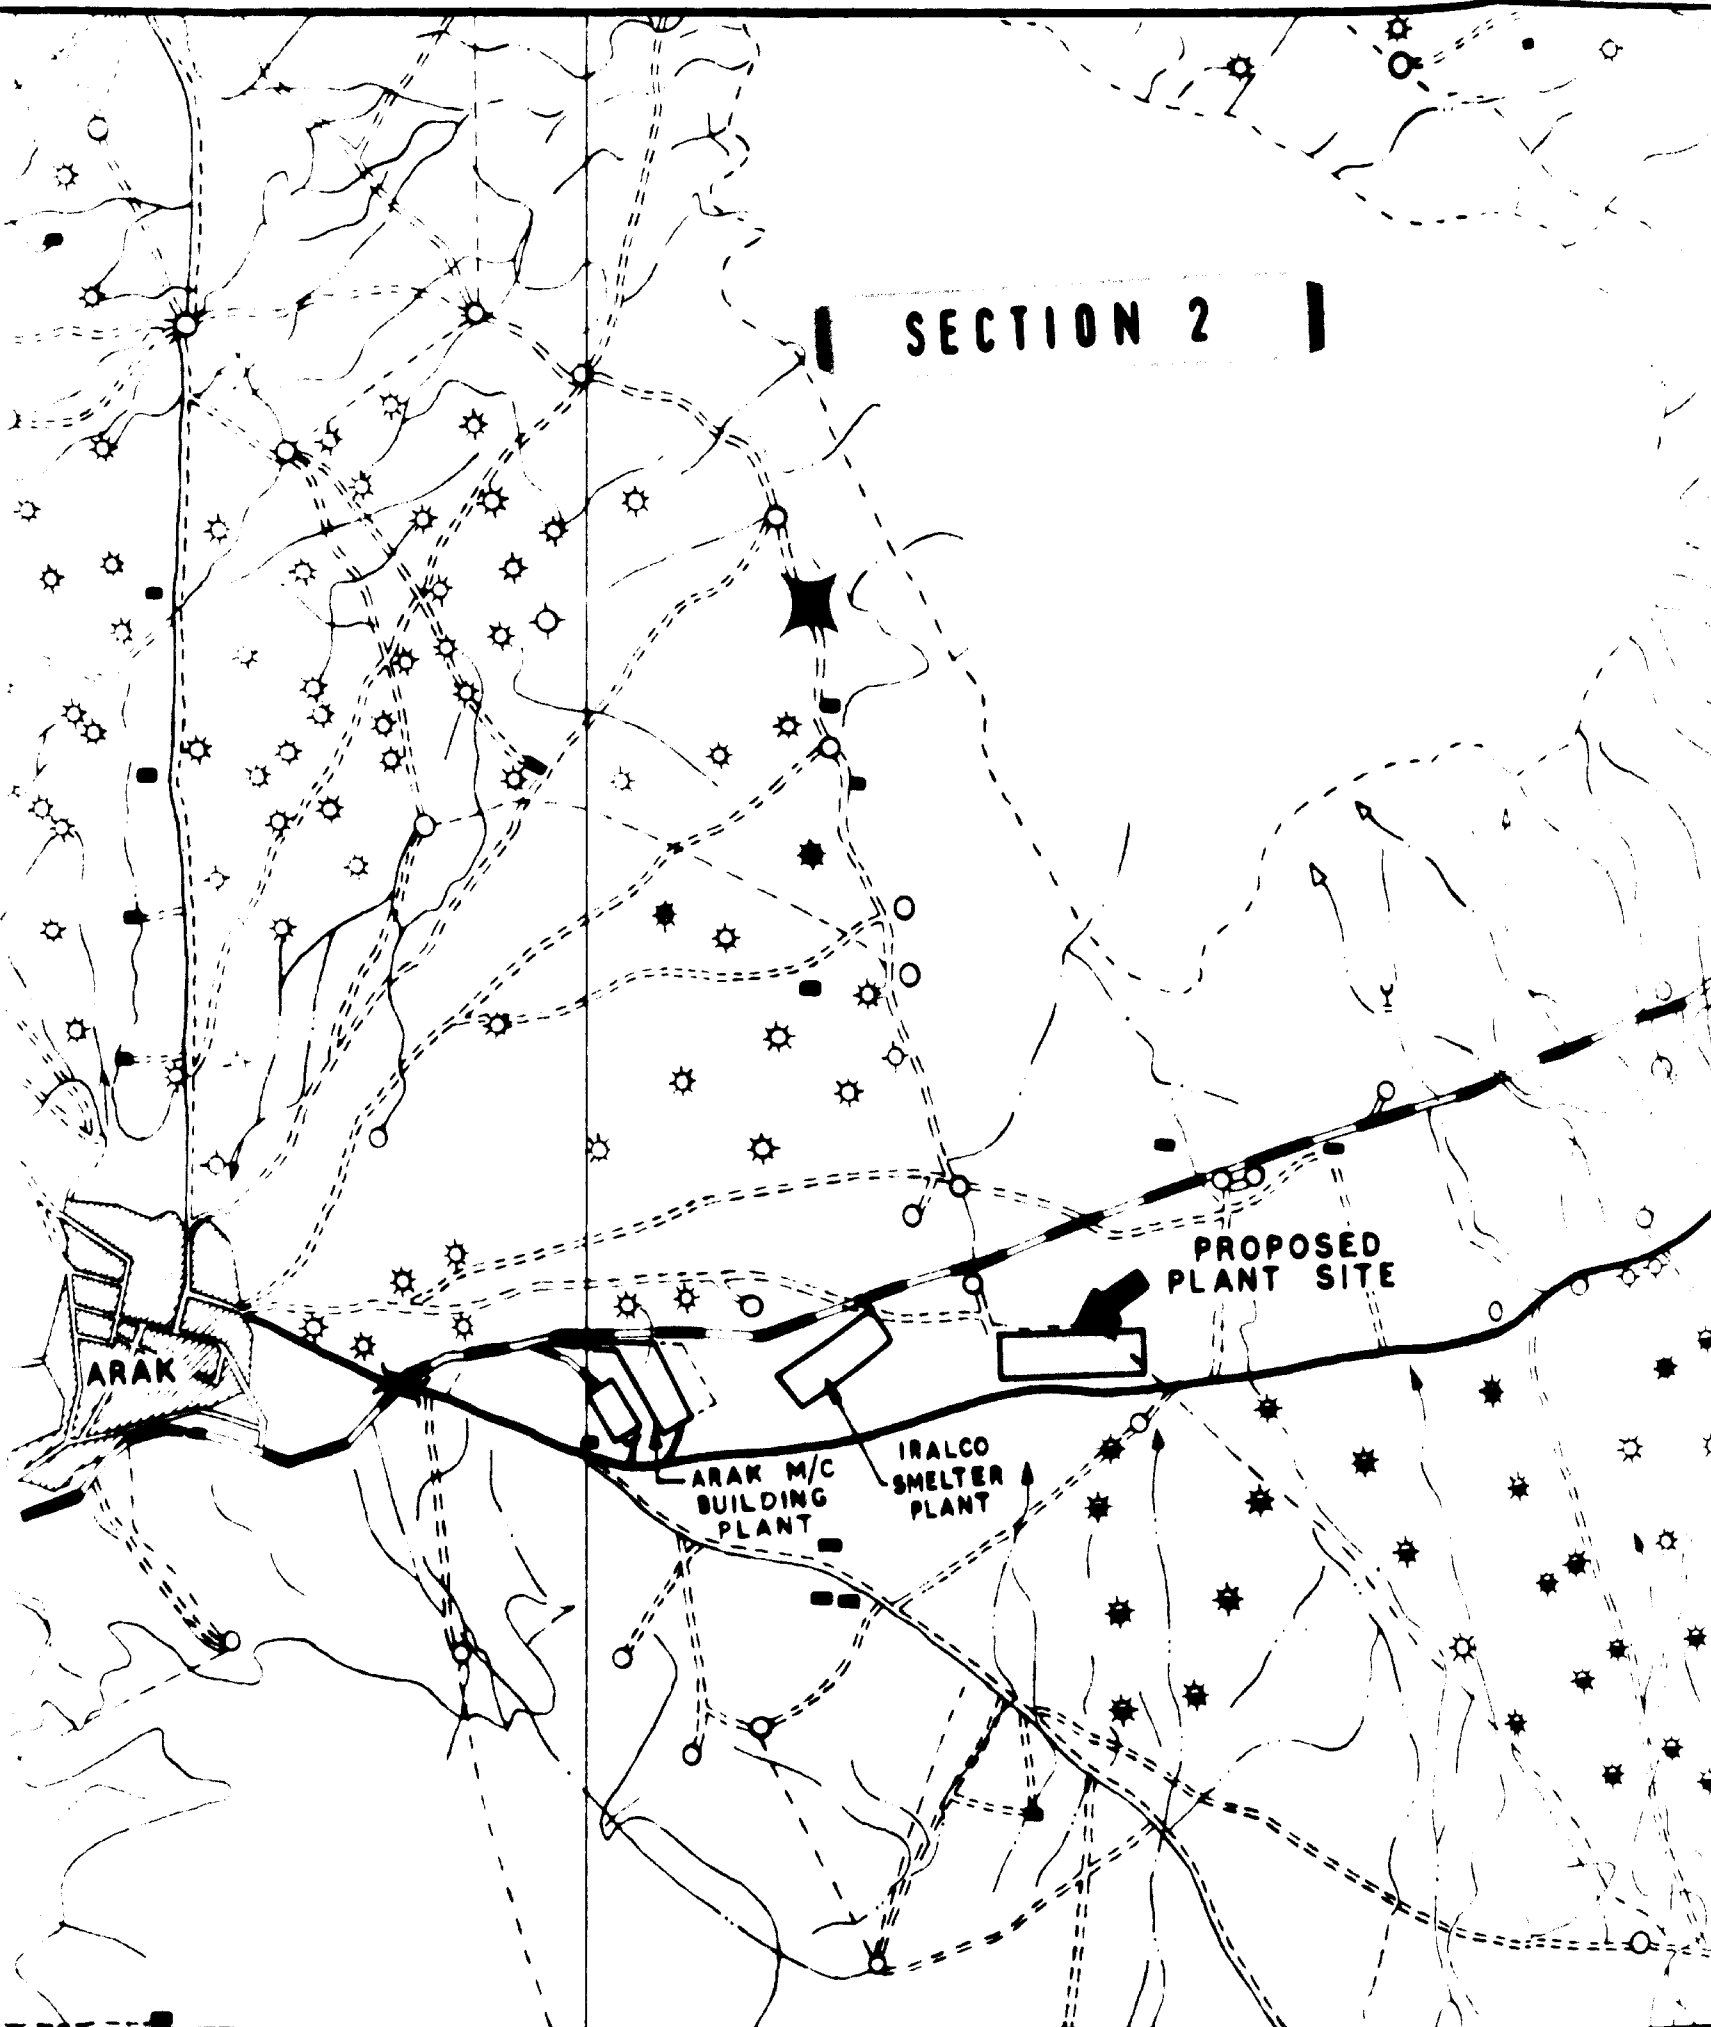 SECTION 2
PROPOSED
PLANT SITE
ARAK
ARAK M/C
BUILDING
PLANT
IRALCO
SMELTER
PLANT